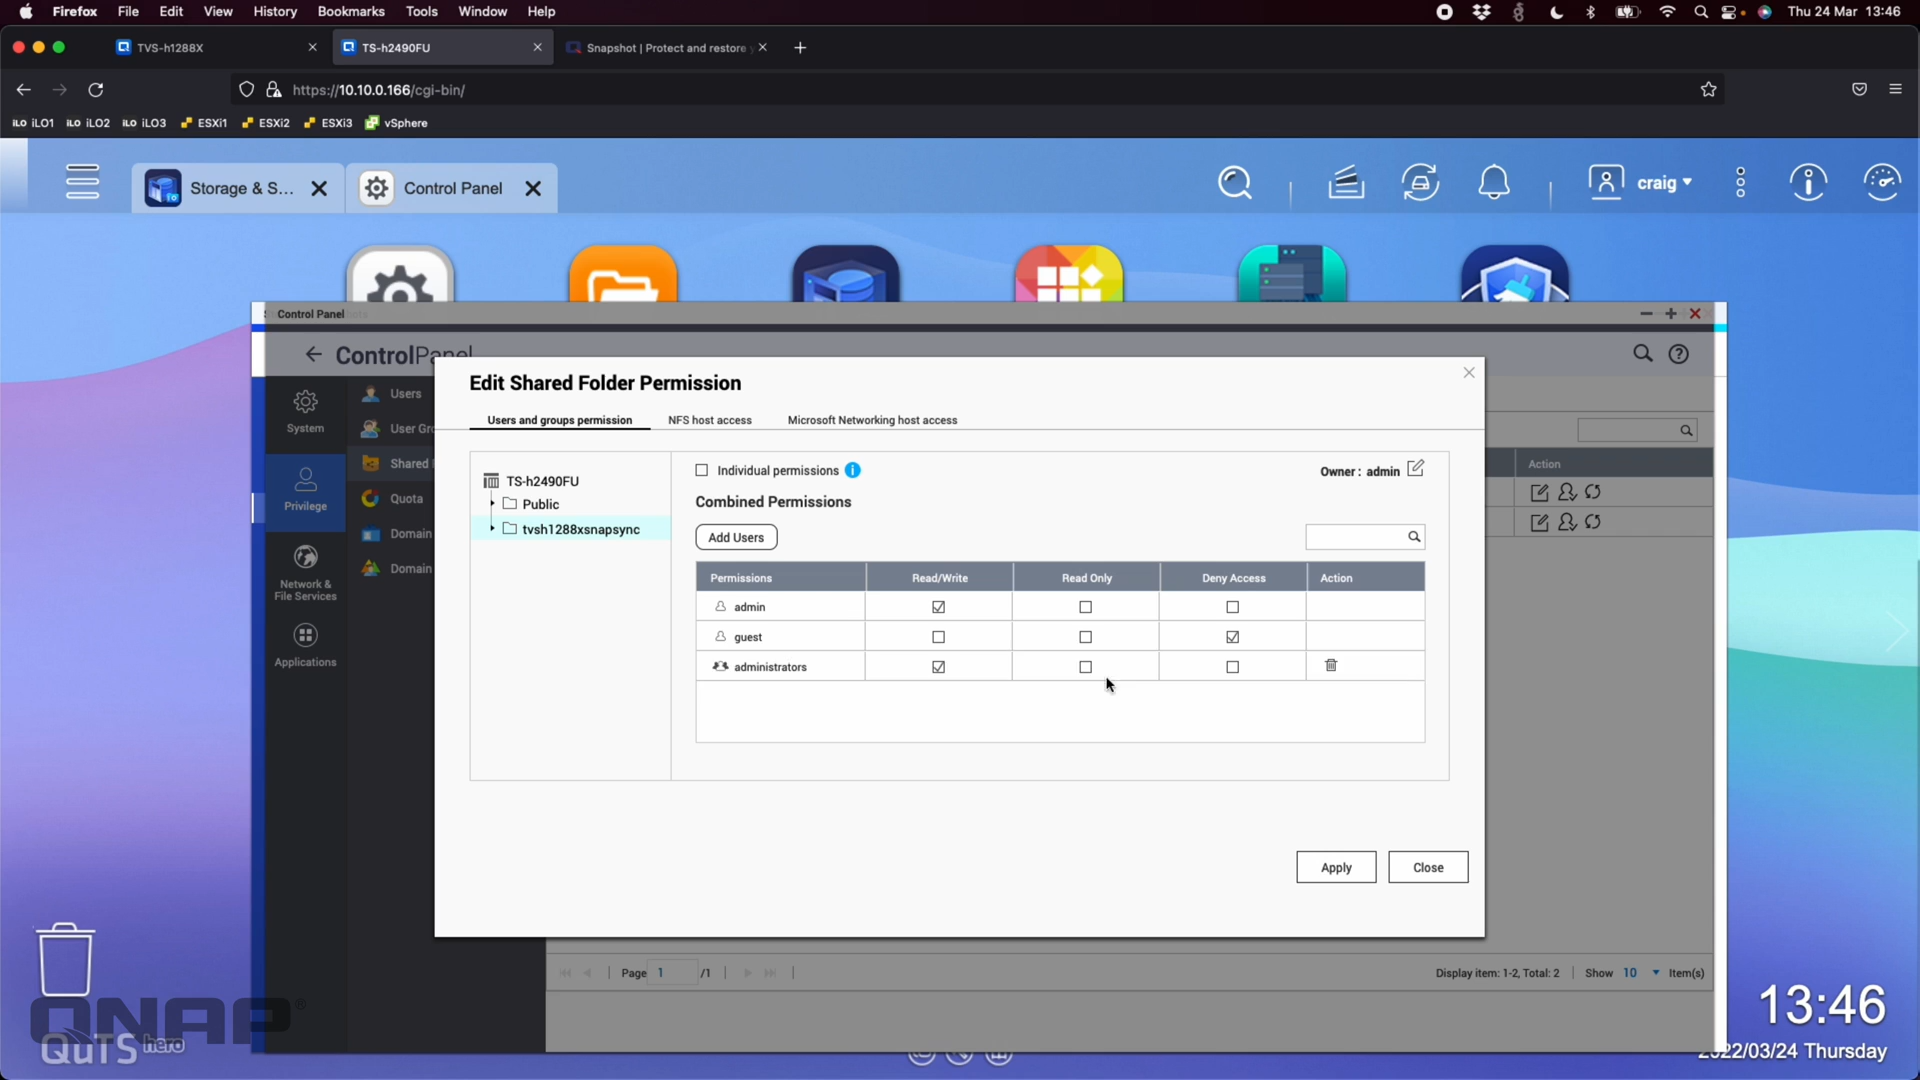 Firefox File Edit View History Bookmarks Tools Window Help Thu 24 Mar 13:46
TVS-h1288X TS-h2490FU Snapshot | Protect and restore y
https://10.10.0.166/cgi-bin/
iLO iLO1 iLO iLO2 iLO iLO3 ESXi1 ESXi2 ESXi3 vSphere
Storage & S... Control Panel craig
Control Panel
ControlPanel
Edit Shared Folder Permission
System
Privilege
Network &
File Services
Applications
Users
User Gro
Shared
Quota
Domain
Domain
Users and groups permission NFS host access Microsoft Networking host access
TS-h2490FU
Public
tvsh1288xsnapsync
Individual permissions Owner : admin
Combined Permissions
Add Users
Permissions Read/Write Read Only Deny Access Action
admin
guest
administrators
Action
Apply Close
Page 1 /1 Display item: 1-2, Total: 2 Show 10 Item(s)
QNAP®
QuTS hero
13:46
2022/03/24 Thursday